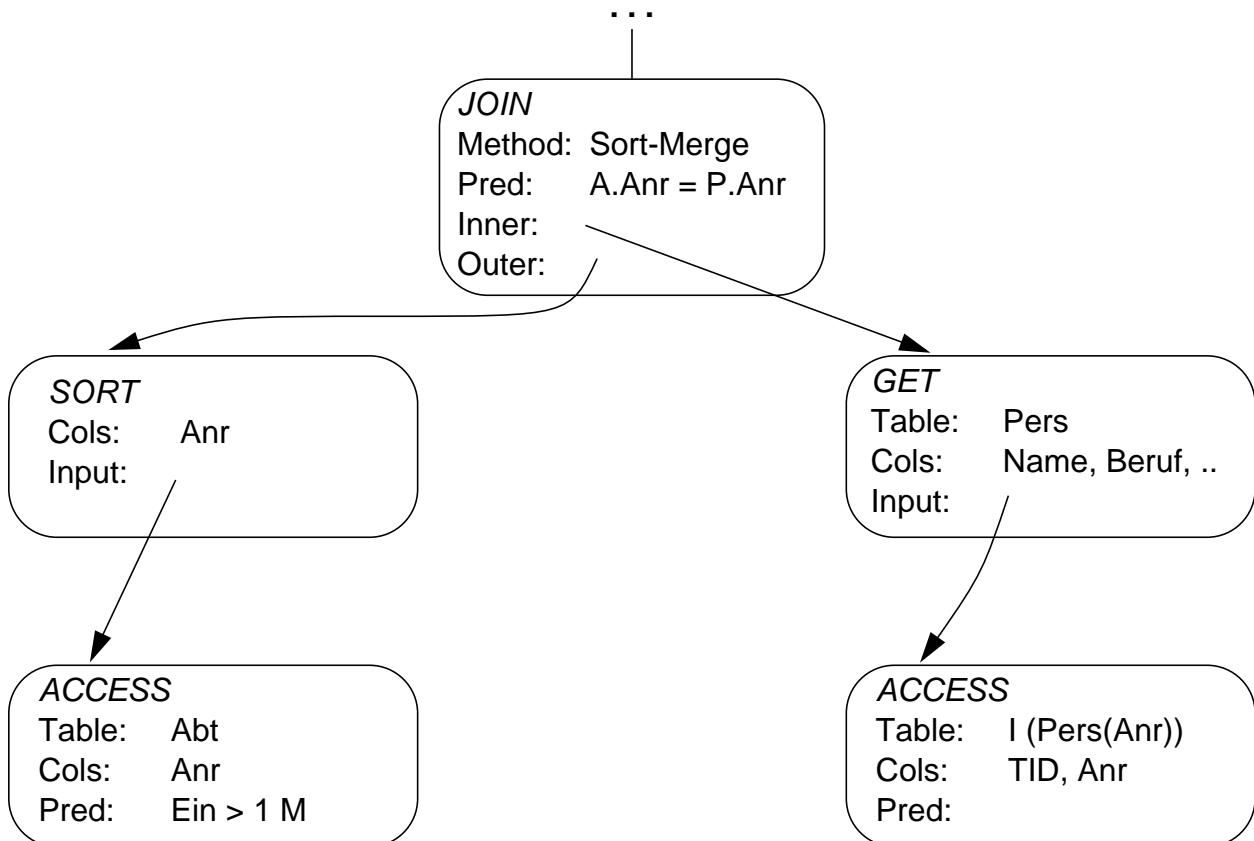 . . .
JOIN
Method: Sort-Merge
Pred: A.Anr = P.Anr
Inner:
Outer:
SORT
Cols: Anr
Input:
GET
Table: Pers
Cols: Name, Beruf, ..
Input:
ACCESS
Table: Abt
Cols: Anr
Pred: Ein > 1 M
ACCESS
Table: I (Pers(Anr))
Cols: TID, Anr
Pred: